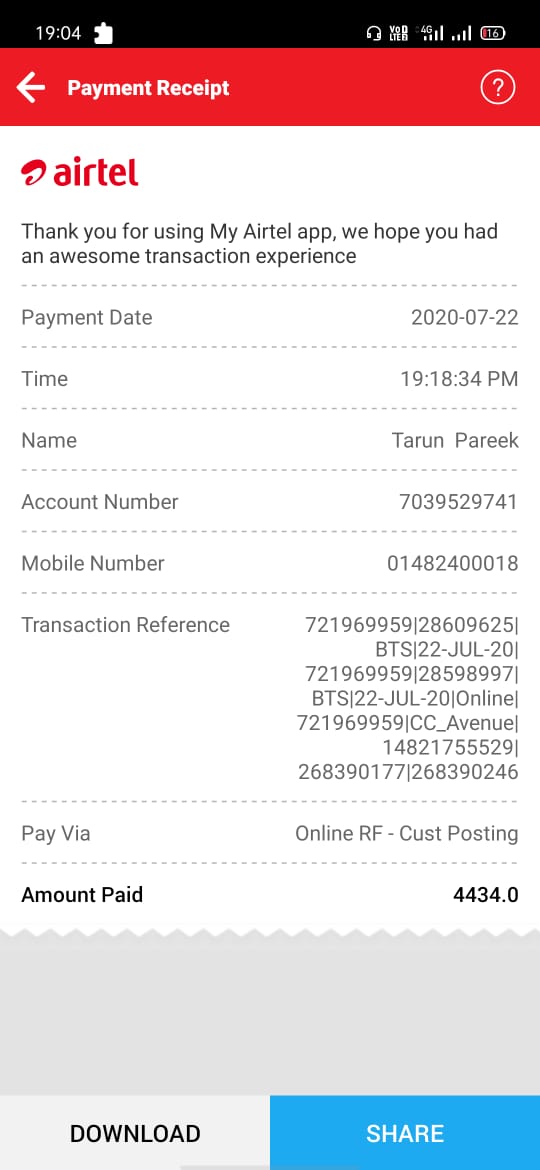 19:04
VoD LTEB 4G 16
Payment Receipt ?
airtel
Thank you for using My Airtel app, we hope you had
an awesome transaction experience
Payment Date 2020-07-22
Time 19:18:34 PM
Name Tarun Pareek
Account Number 7039529741
Mobile Number 01482400018
Transaction Reference 721969959|28609625|
BTS|22-JUL-20|
721969959|28598997|
BTS|22-JUL-20|Online|
721969959|CC_Avenue|
14821755529|
268390177|268390246
Pay Via Online RF - Cust Posting
Amount Paid 4434.0
DOWNLOAD SHARE